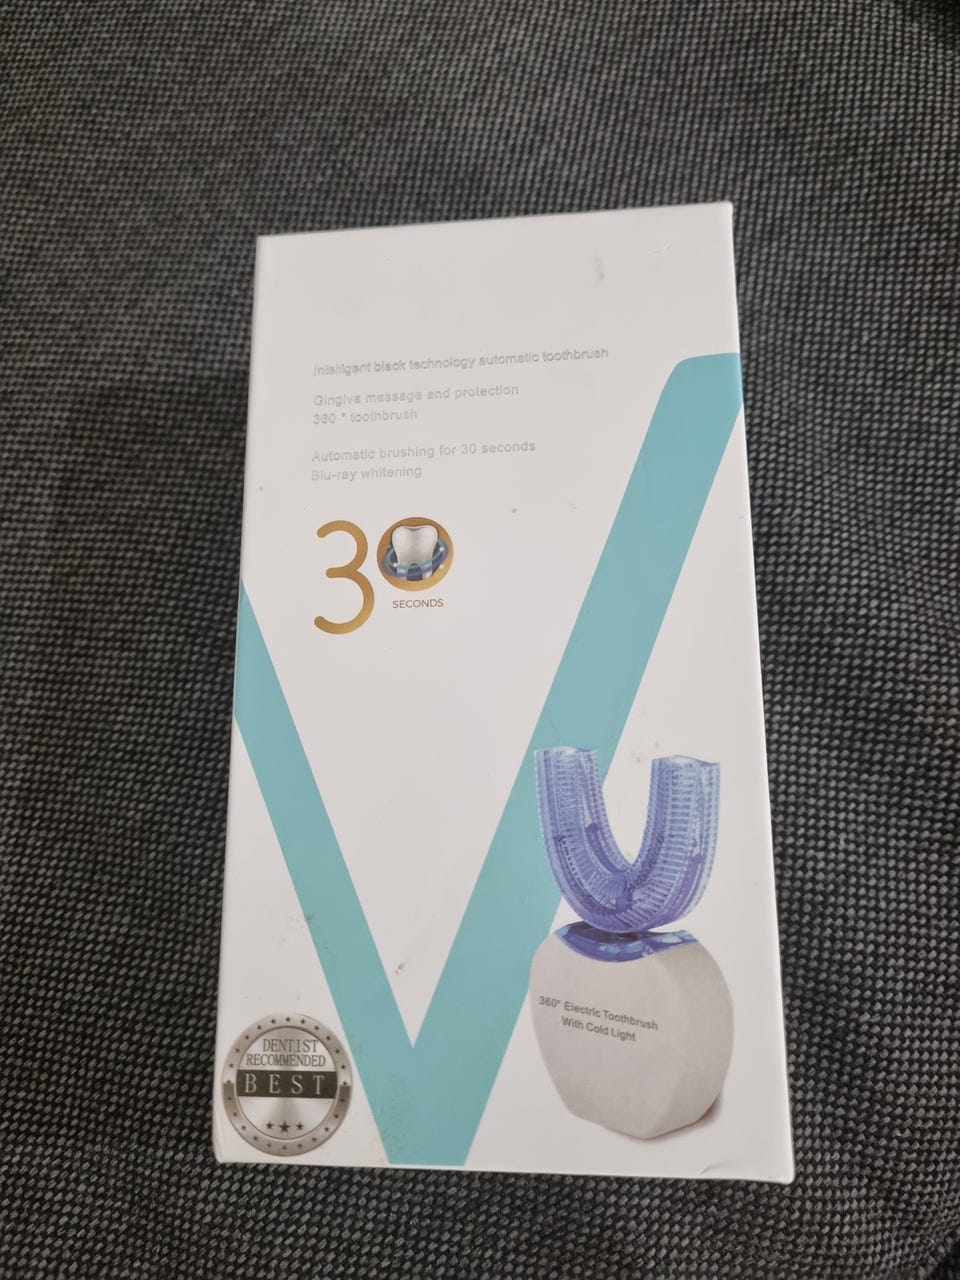 Intelligent black technology automatic toothbrush
Gingiva massage and protection
360 ° toothbrush
Automatic brushing for 30 seconds
Blu-ray whitening
30
SECONDS
360° Electric Toothbrush
With Cold Light
DENTIST
RECOMMENDED
BEST